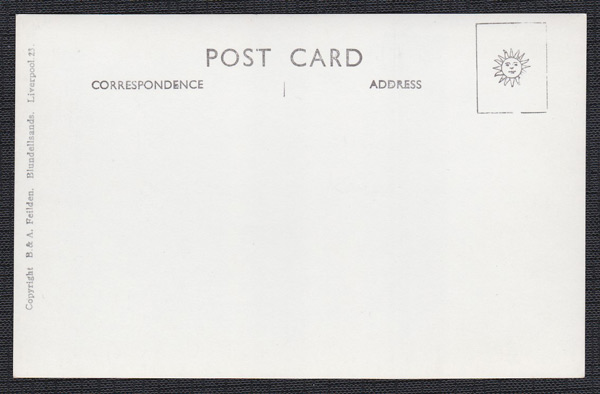 POST CARD
CORRESPONDENCE
ADDRESS
Copyright B. & A. Feilden. Blundellsands. Liverpool 23.